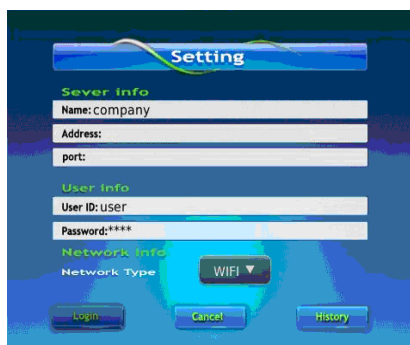 Setting
Sever info
Name: company
Address:
port:
User info
User ID: user
Password:****
Network Info
Network Type WIFI ▼
Login Cancel History